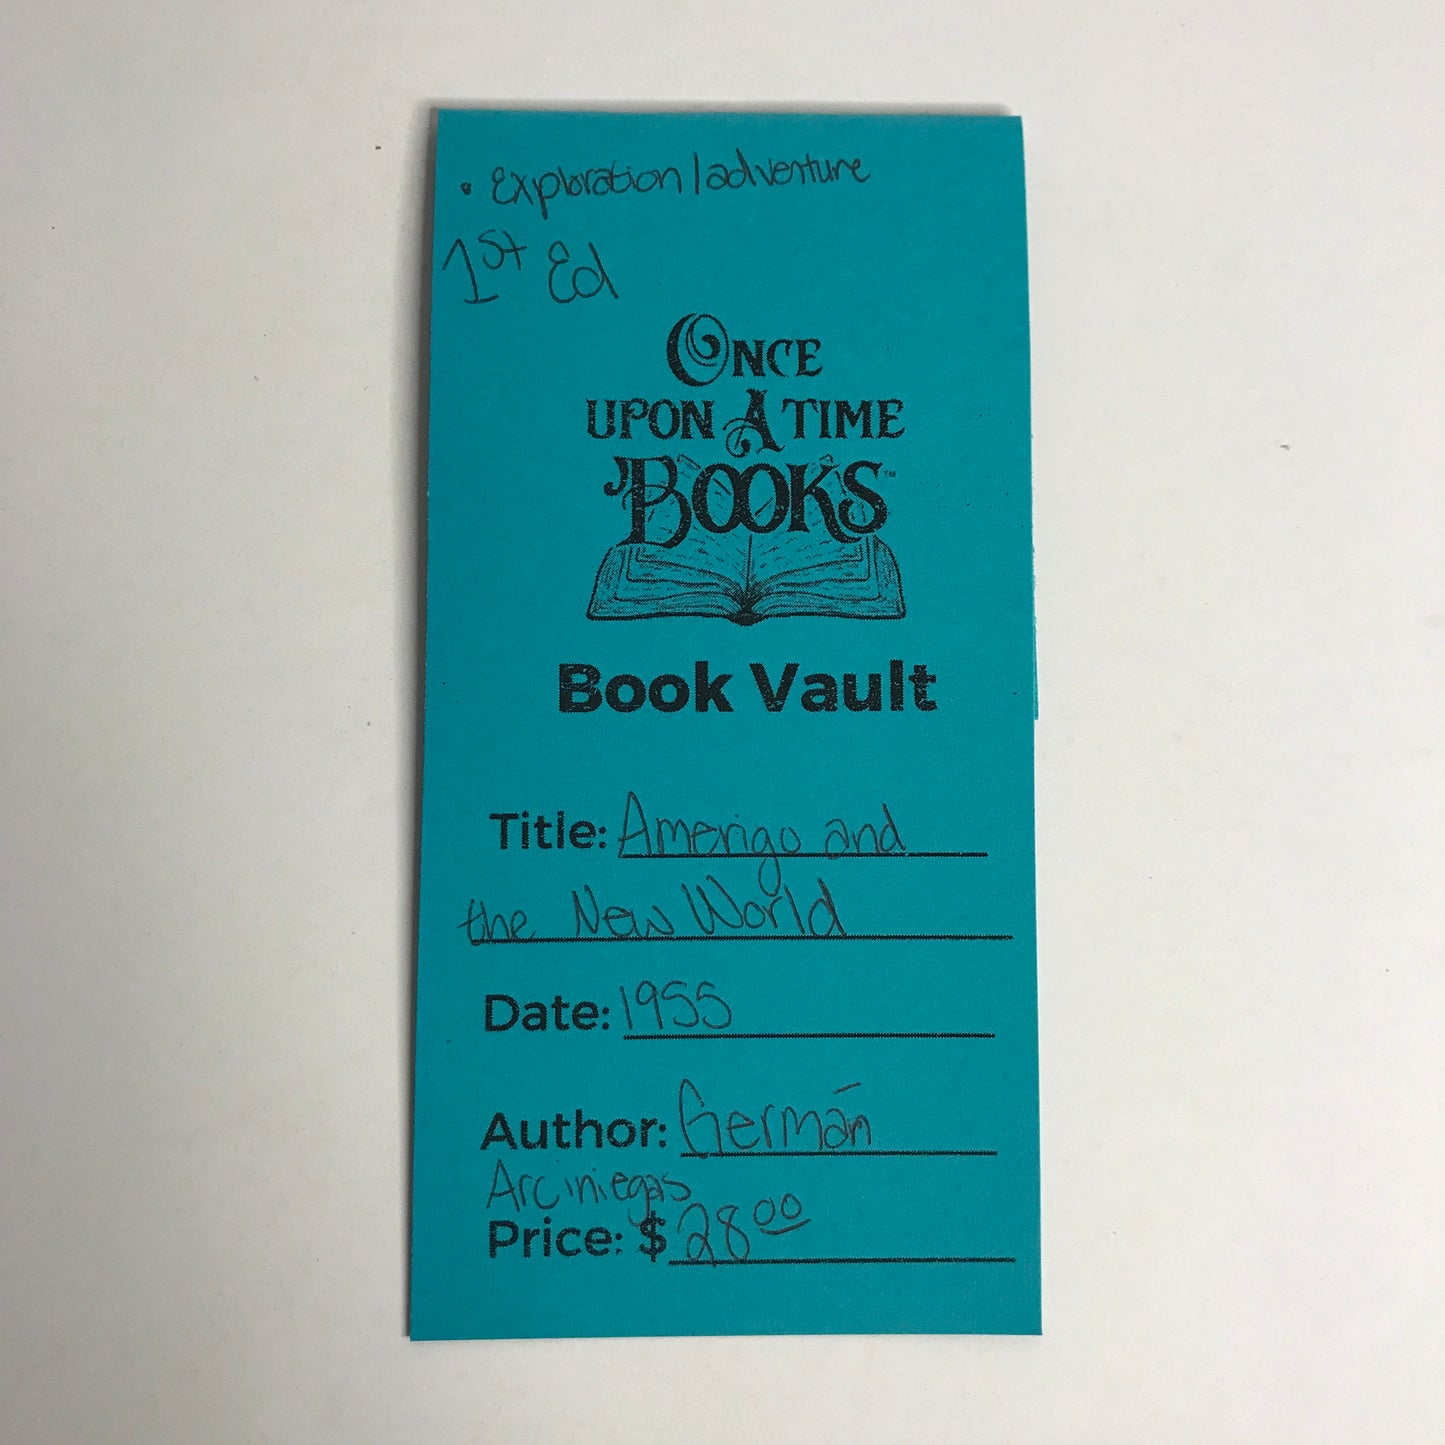 • Exploration/adventure
1st Ed
ONCE
UPON A TIME
BOOKS™
Book Vault
Title: Amerigo and
the New World
Date: 1955
Author: Germán
Arciniegas
Price: $ 28 00